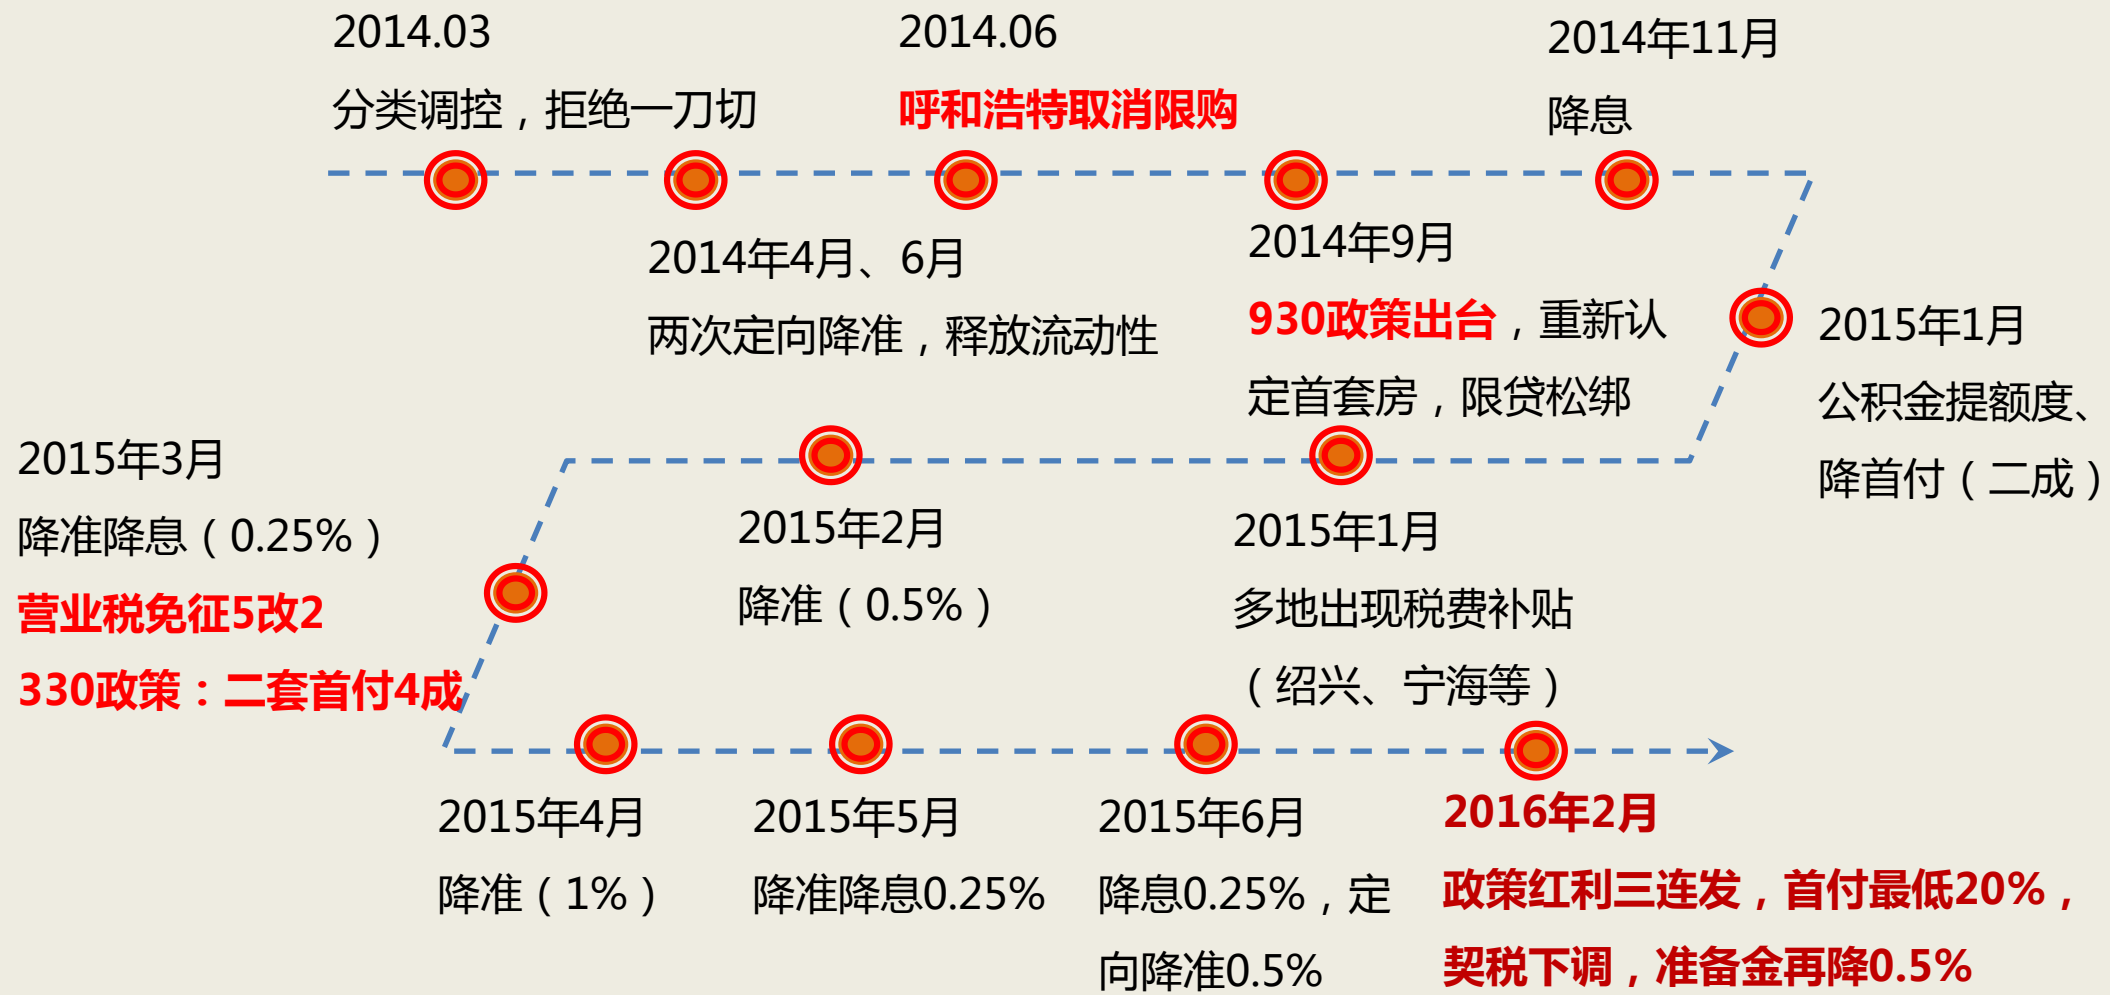 2014.03
分类调控，拒绝一刀切
2014年4月、6月
两次定向降准，释放流动性
2014.06
呼和浩特取消限购
2014年9月
930政策出台，重新认
定首套房，限贷松绑
2014年11月
降息
2015年1月
公积金提额度、
降首付（二成）
2015年1月
多地出现税费补贴
（绍兴、宁海等）
2015年2月
降准（0.5%）
2015年3月
降准降息（0.25%）
营业税免征5改2
330政策：二套首付4成
2015年4月
降准（1%）
2015年5月
降准降息0.25%
2015年6月
降息0.25%，定
向降准0.5%
2016年2月
政策红利三连发，首付最低20%，
契税下调，准备金再降0.5%